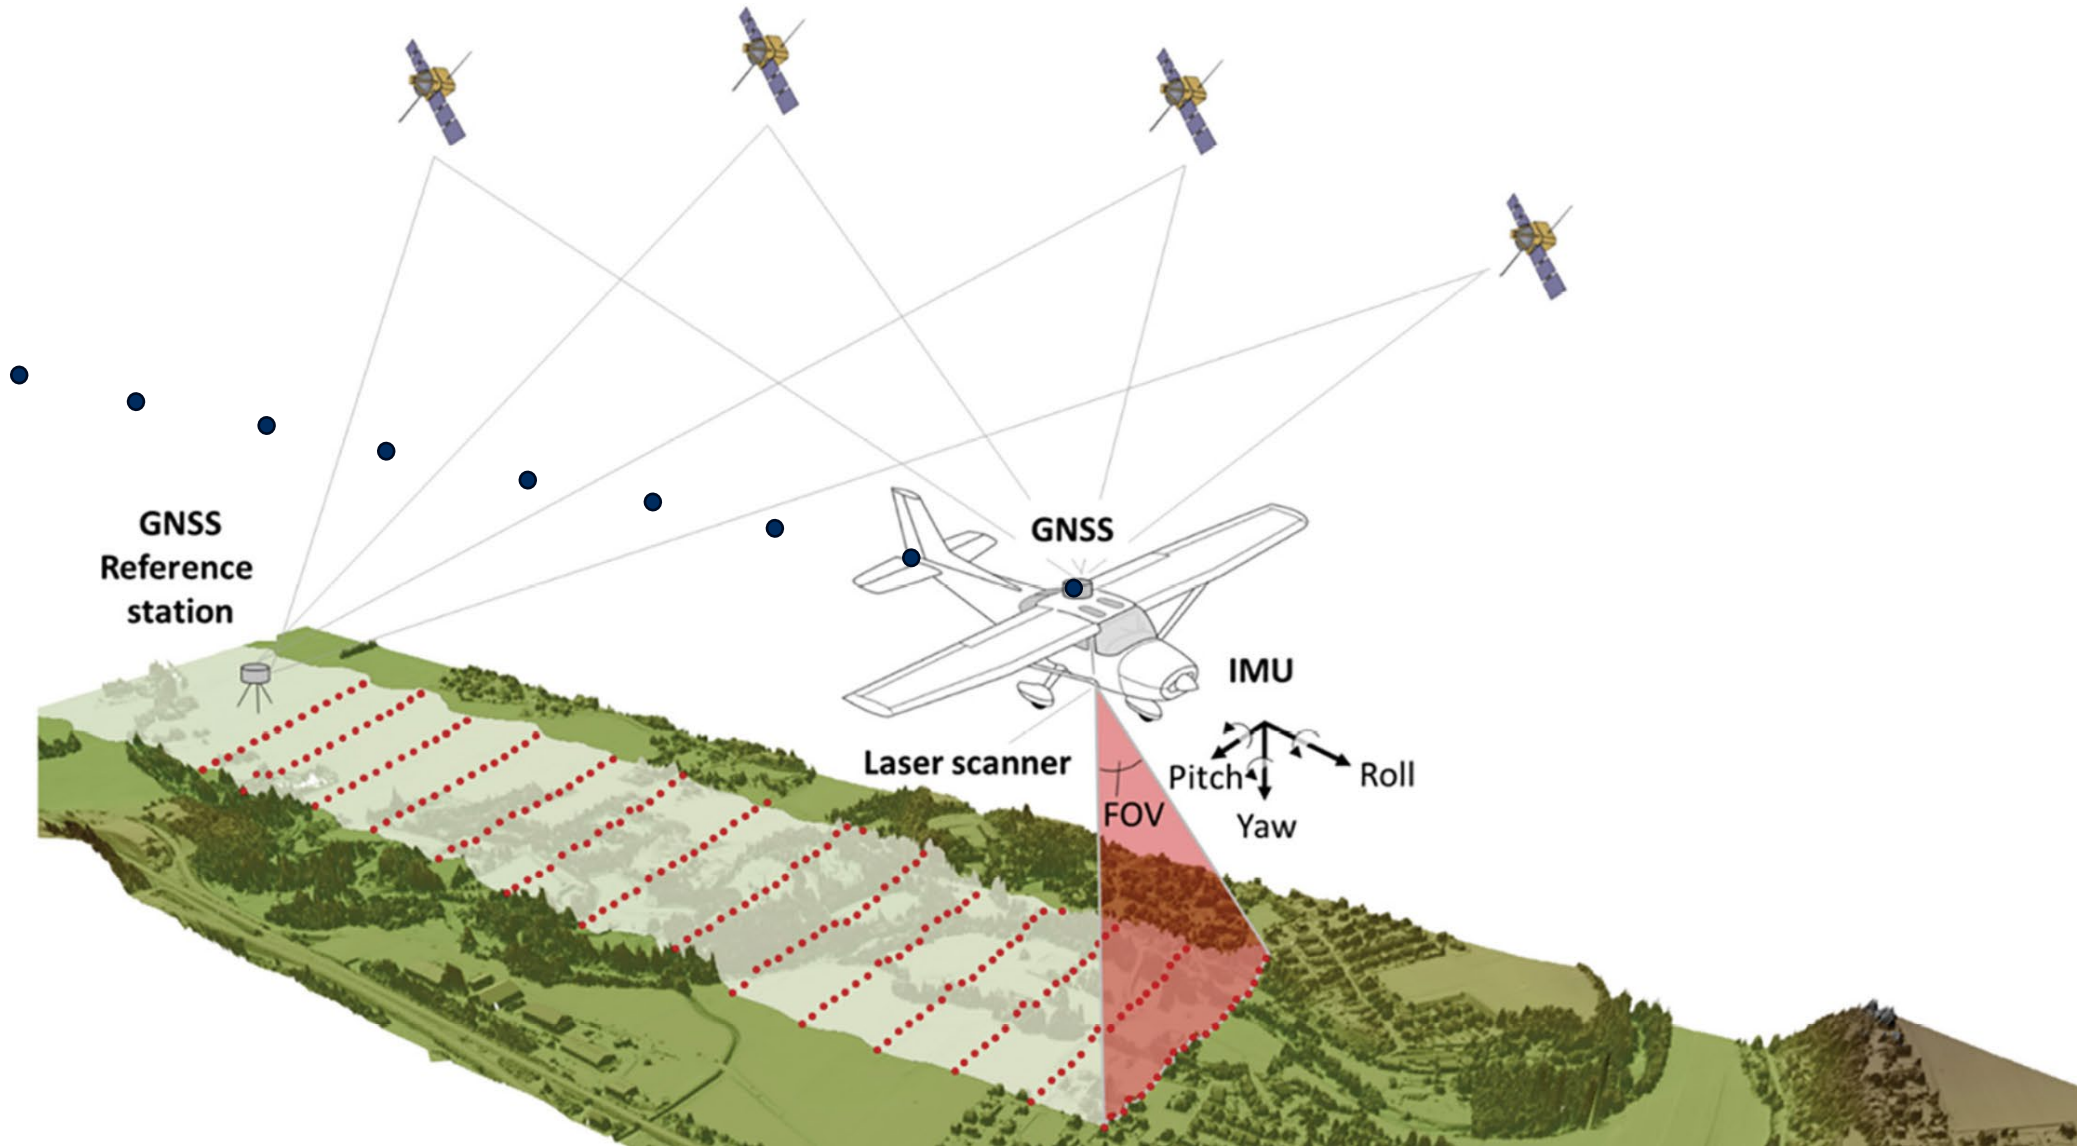 GNSS
GNSS
Reference
station
IMU
Laser scanner
Pitch
Roll
FOV
Yaw